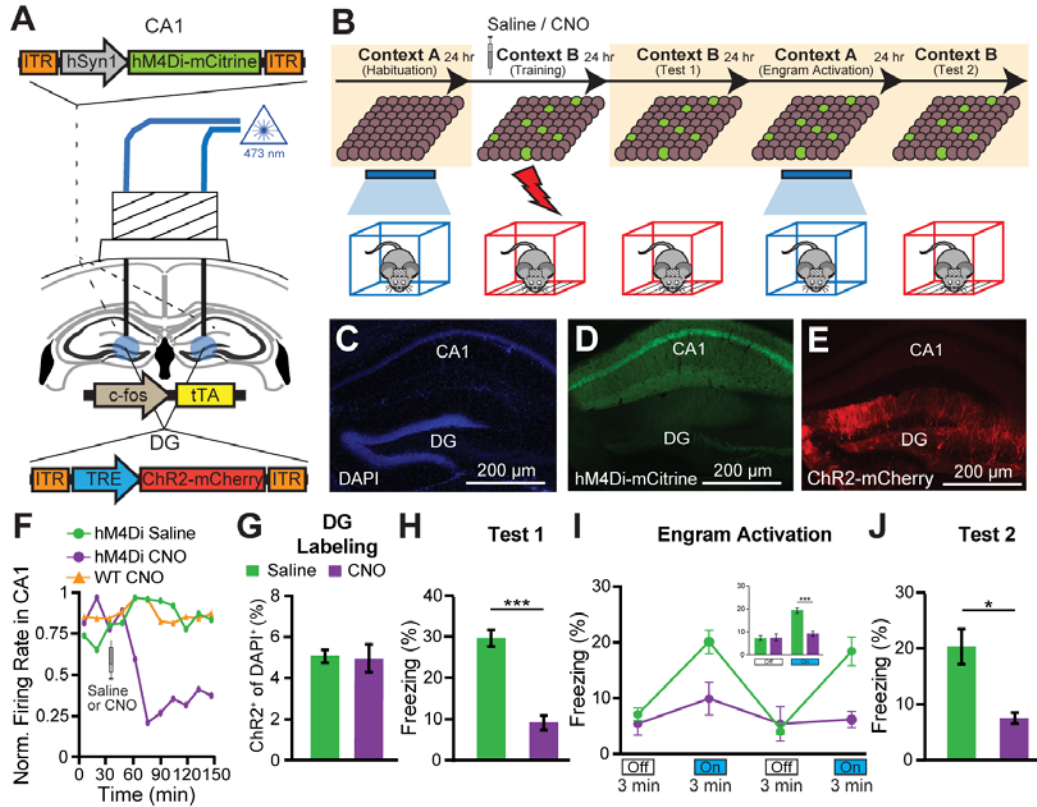 A
CA1
ITR hSyn1 hM4Di-mCitrine ITR
473 nm
c-fos tTA
DG
ITR TRE ChR2-mCherry ITR
B
Saline / CNO
Context A 24 hr Context B 24 hr Context B 24 hr Context A 24 hr Context B
(Habituation) (Training) (Test 1) (Engram Activation) (Test 2)
C
CA1
DG
DAPI
200 µm
D
CA1
DG
hM4Di-mCitrine
200 µm
E
CA1
DG
ChR2-mCherry
200 µm
F
hM4Di Saline
hM4Di CNO
WT CNO
Norm. Firing Rate in CA1
1
0.75
0.5
0.25
0
Saline
or CNO
0 30 60 90 120 150
Time (min)
G
DG
Labeling
Saline CNO
ChR2⁺ of DAPI⁺ (%)
8
6
4
2
0
H
Test 1
Freezing (%)
40
30
20
10
0
***
I
Engram Activation
Freezing (%)
30
20
10
0
30
20
10
0
***
Off On
Off On Off On
3 min 3 min 3 min 3 min
J
Test 2
Freezing (%)
30
20
10
0
*